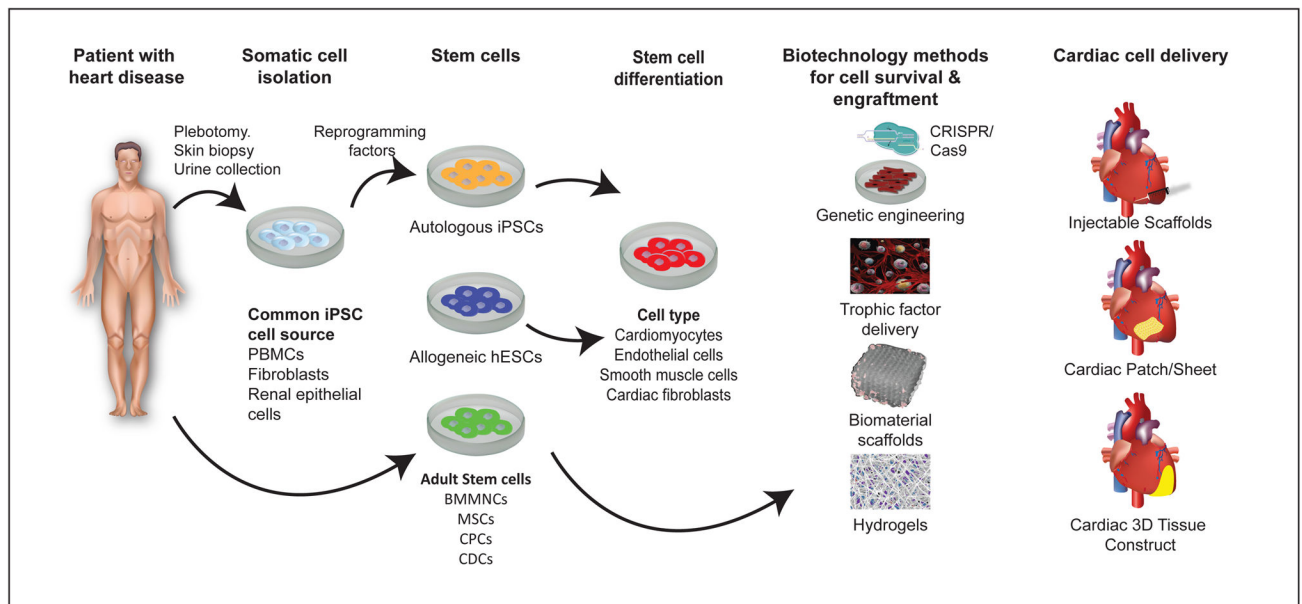 Patient with
heart disease
Somatic cell
isolation
Stem cells
Stem cell
differentiation
Biotechnology methods
for cell survival &
engraftment
Cardiac cell delivery
Plebotomy.
Skin biopsy
Urine collection
Reprogramming
factors
Common iPSC
cell source
PBMCs
Fibroblasts
Renal epithelial
cells
Autologous iPSCs
Allogeneic hESCs
Adult Stem cells
BMMNCs
MSCs
CPCs
CDCs
Cell type
Cardiomyocytes
Endothelial cells
Smooth muscle cells
Cardiac fibroblasts
CRISPR/
Cas9
Genetic engineering
Trophic factor
delivery
Biomaterial
scaffolds
Hydrogels
Injectable Scaffolds
Cardiac Patch/Sheet
Cardiac 3D Tissue
Construct